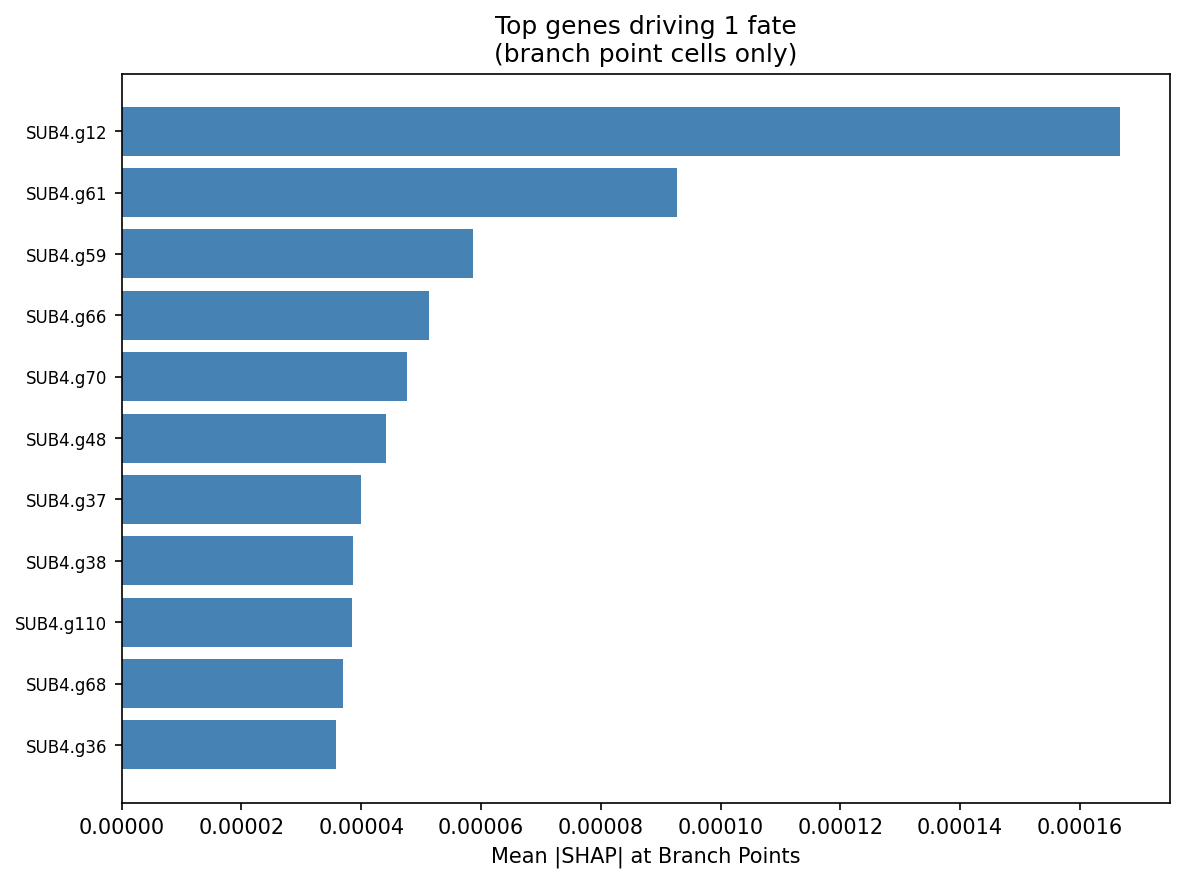 Top genes driving 1 fate
(branch point cells only)
SUB4.g12
SUB4.g61
SUB4.g59
SUB4.g66
SUB4.g70
SUB4.g48
SUB4.g37
SUB4.g38
SUB4.g110
SUB4.g68
SUB4.g36
0.00000 0.00002 0.00004 0.00006 0.00008 0.00010 0.00012 0.00014 0.00016
Mean |SHAP| at Branch Points